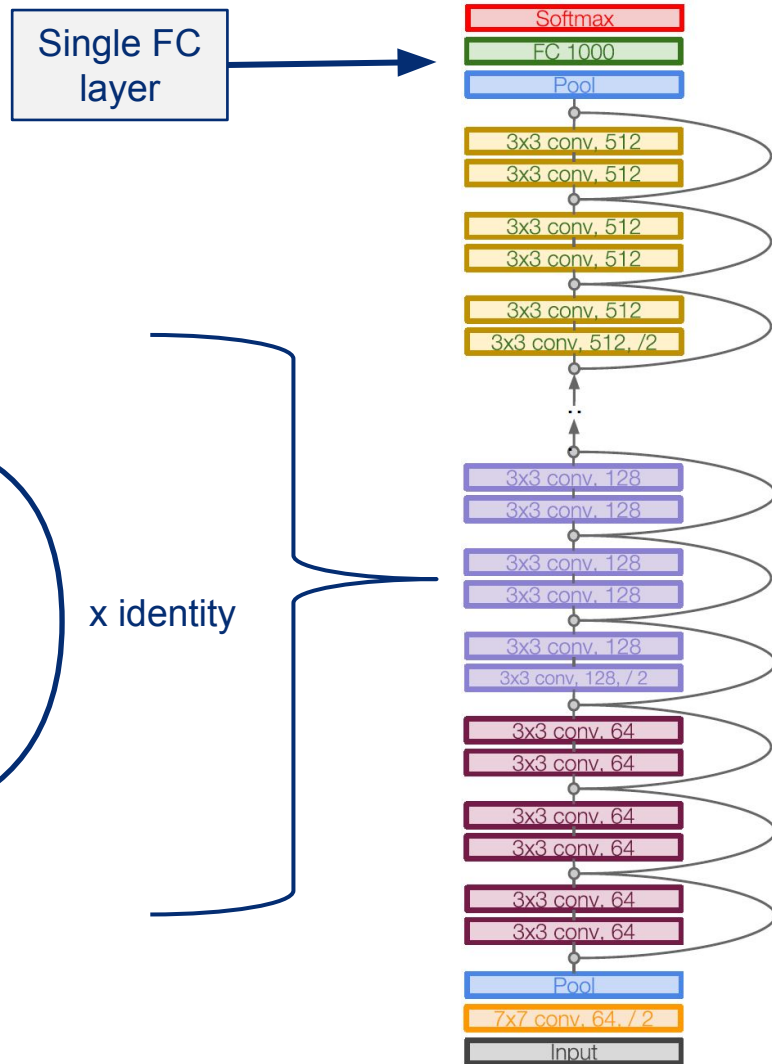 Single FC
layer
Softmax
FC 1000
Pool
3x3 conv, 512
3x3 conv, 512
3x3 conv, 512
3x3 conv, 512
3x3 conv, 512
3x3 conv, 512, /2
..
3x3 conv, 128
3x3 conv, 128
3x3 conv, 128
3x3 conv, 128
3x3 conv, 128
3x3 conv, 128, / 2
x identity
3x3 conv, 64
3x3 conv, 64
3x3 conv, 64
3x3 conv, 64
3x3 conv, 64
3x3 conv, 64
Pool
7x7 conv, 64, / 2
Input